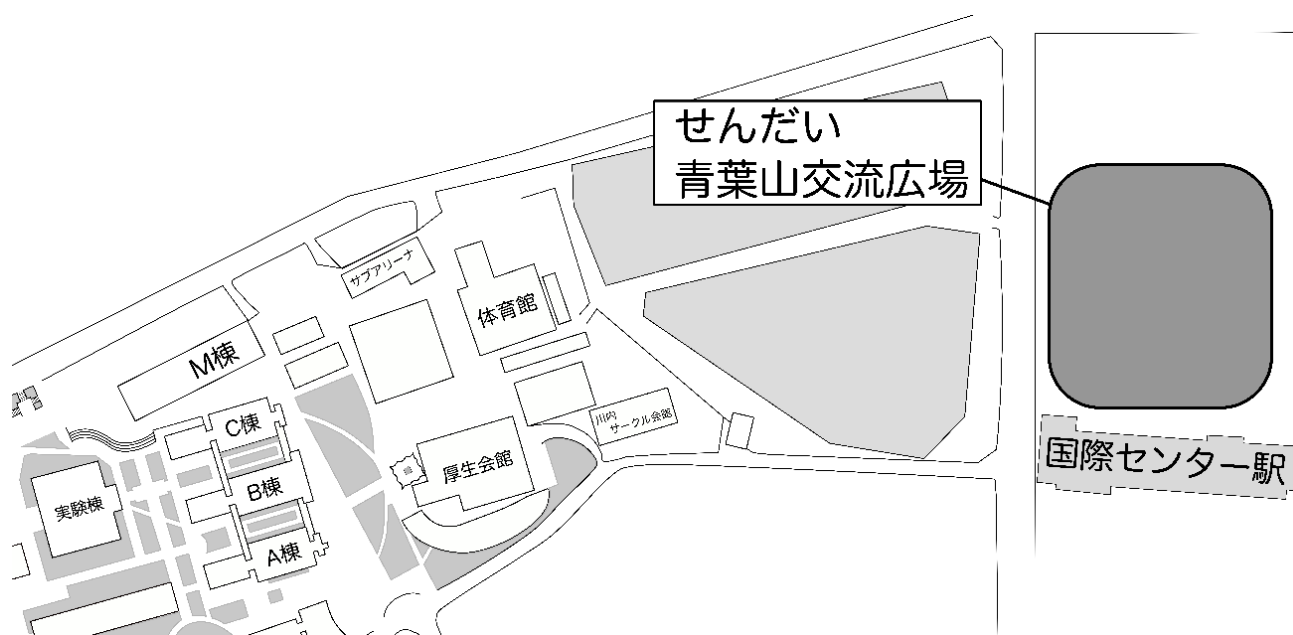 せんだい
青葉山交流広場
サブアリーナ
体育館
M棟
川内
サークル会館
C棟
国際センター駅
厚生会館
B棟
実験棟
A棟